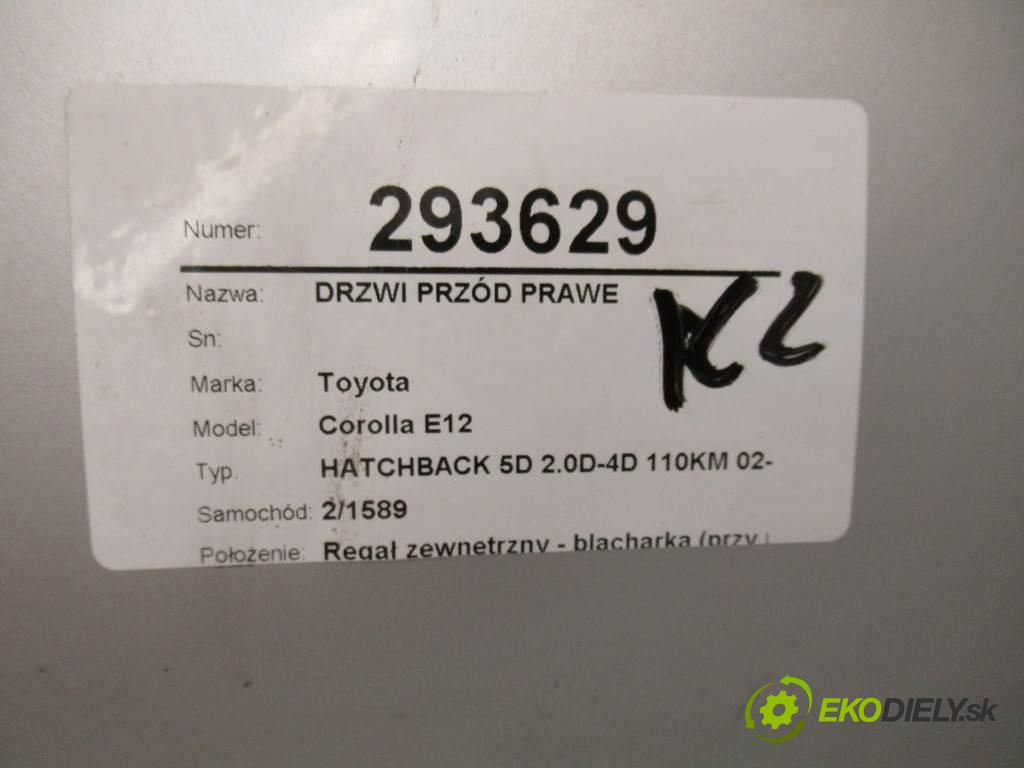 Numer: 293629
Nazwa: DRZWI PRZÓD PRAWE
Sn:
Marka: Toyota
Model: Corolla E12
Typ. HATCHBACK 5D 2.0D-4D 110KM 02-
Samochód: 2/1589
Położenie: Regał zewnetrzny - blacharka (przy
EKODIELY.sk